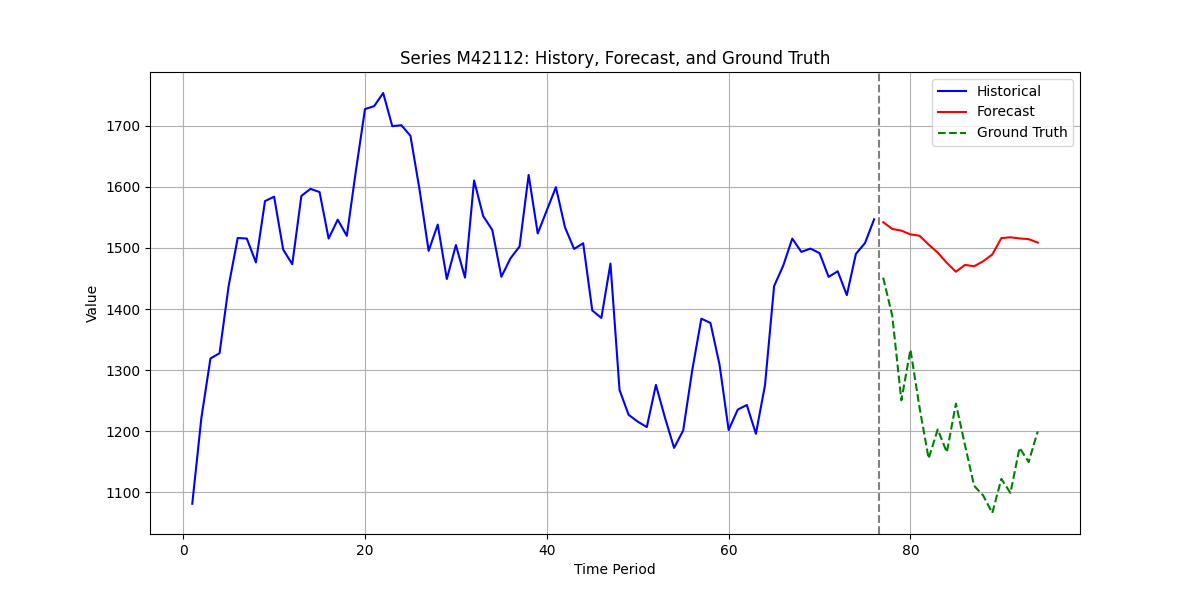 Series M42112: History, Forecast, and Ground Truth
Historical
Forecast
Ground Truth
1700
1600
1500
1400
1300
1200
1100
Value
0
20
40
60
80
Time Period